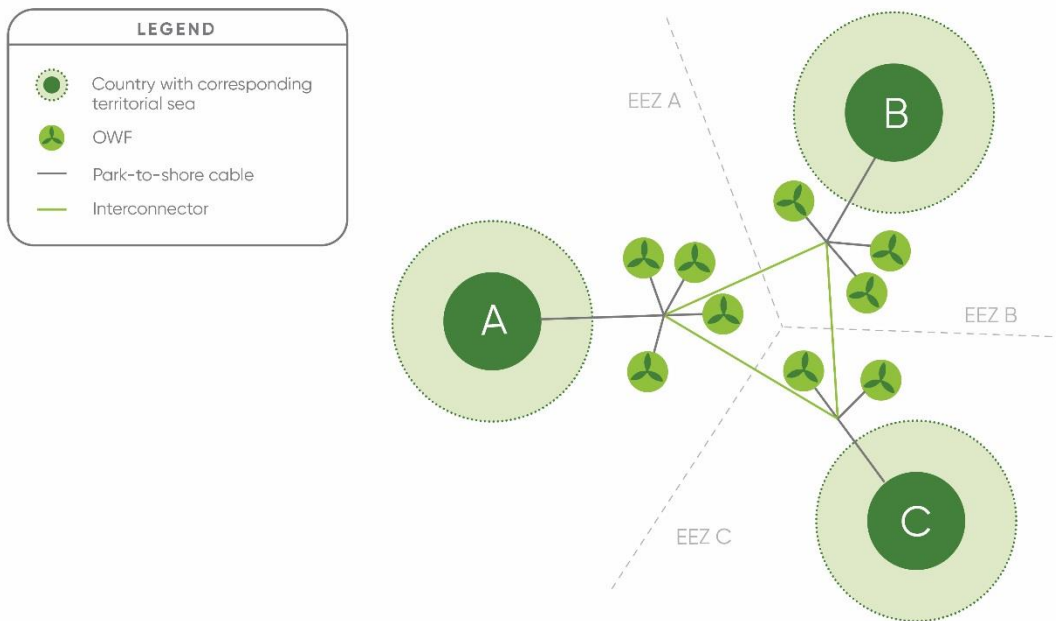 LEGEND
Country with corresponding
territorial sea
OWF
Park-to-shore cable
Interconnector
EEZ A
B
A
EEZ B
EEZ C
C